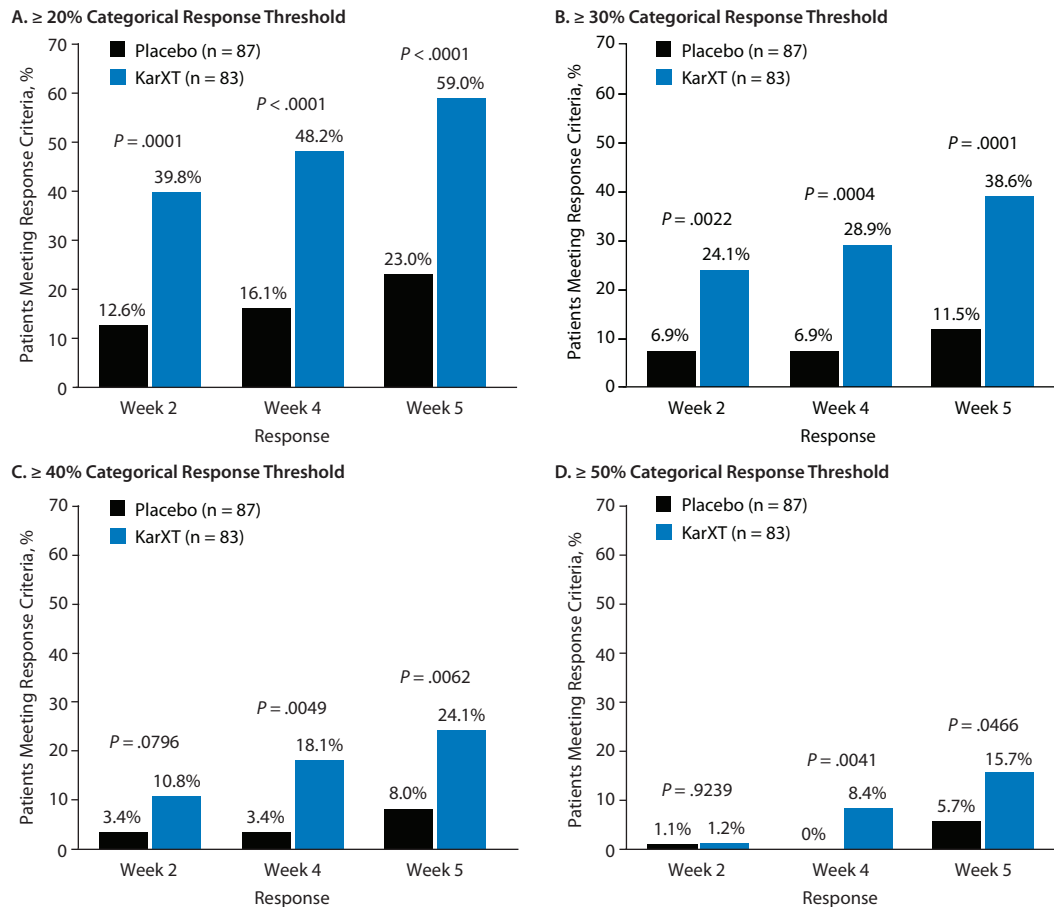 A. ≥ 20% Categorical Response Threshold
Patients Meeting Response Criteria, %
70
60
50
40
30
20
10
0
Placebo (n = 87)
KarXT (n = 83)
P = .0001
P < .0001
P < .0001
12.6%
39.8%
16.1%
48.2%
23.0%
59.0%
Week 2
Week 4
Week 5
Response
B. ≥ 30% Categorical Response Threshold
Patients Meeting Response Criteria, %
70
60
50
40
30
20
10
0
Placebo (n = 87)
KarXT (n = 83)
P = .0022
P = .0004
P = .0001
6.9%
24.1%
6.9%
28.9%
11.5%
38.6%
Week 2
Week 4
Week 5
Response
C. ≥ 40% Categorical Response Threshold
Patients Meeting Response Criteria, %
70
60
50
40
30
20
10
0
Placebo (n = 87)
KarXT (n = 83)
P = .0796
P = .0049
P = .0062
3.4%
10.8%
3.4%
18.1%
8.0%
24.1%
Week 2
Week 4
Week 5
Response
D. ≥ 50% Categorical Response Threshold
Patients Meeting Response Criteria, %
70
60
50
40
30
20
10
0
Placebo (n = 87)
KarXT (n = 83)
P = .9239
P = .0041
P = .0466
1.1%
1.2%
0%
8.4%
5.7%
15.7%
Week 2
Week 4
Week 5
Response